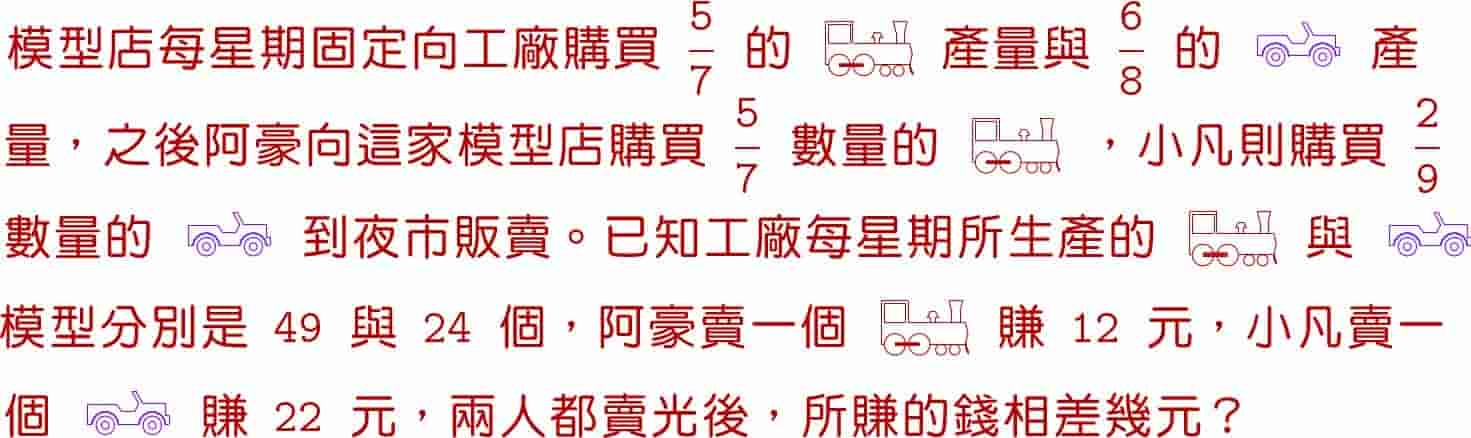 模型店每星期固定向工廠購買 5/7 的 產量與 6/8 的 產
量，之後阿豪向這家模型店購買 5/7 數量的 ，小凡則購買 2/9
數量的 到夜市販賣。已知工廠每星期所生產的 與
模型分別是 49 與 24 個，阿豪賣一個 賺 12 元，小凡賣一
個 賺 22 元，兩人都賣光後，所賺的錢相差幾元？